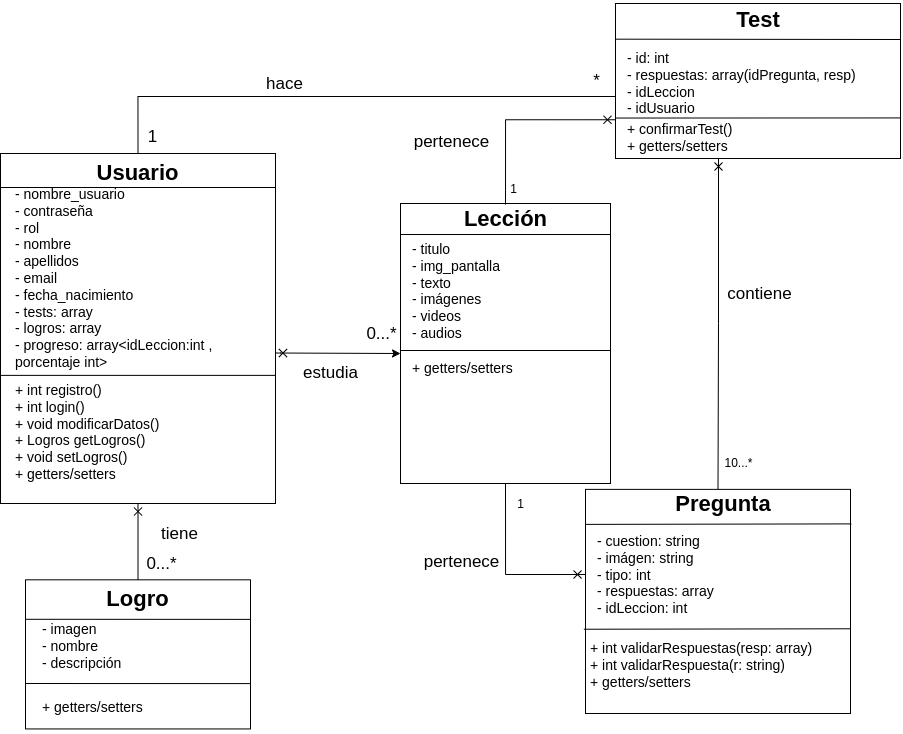 Test
- id: int
- respuestas: array(idPregunta, resp)
- idLeccion
- idUsuario
+ confirmarTest()
+ getters/setters
hace
*
1
pertenece
1
Usuario
- nombre_usuario
- contraseña
- rol
- nombre
- apellidos
- email
- fecha_nacimiento
- tests: array
- logros: array
- progreso: array<idLeccion:int ,
porcentaje int>
+ int registro()
+ int login()
+ void modificarDatos()
+ Logros getLogros()
+ void setLogros()
+ getters/setters
0...*
estudia
Lección
- titulo
- img_pantalla
- texto
- imágenes
- videos
- audios
+ getters/setters
contiene
10...*
1
pertenece
tiene
0...*
Logro
- imagen
- nombre
- descripción
+ getters/setters
Pregunta
- cuestion: string
- imágen: string
- tipo: int
- respuestas: array
- idLeccion: int
+ int validarRespuestas(resp: array)
+ int validarRespuesta(r: string)
+ getters/setters